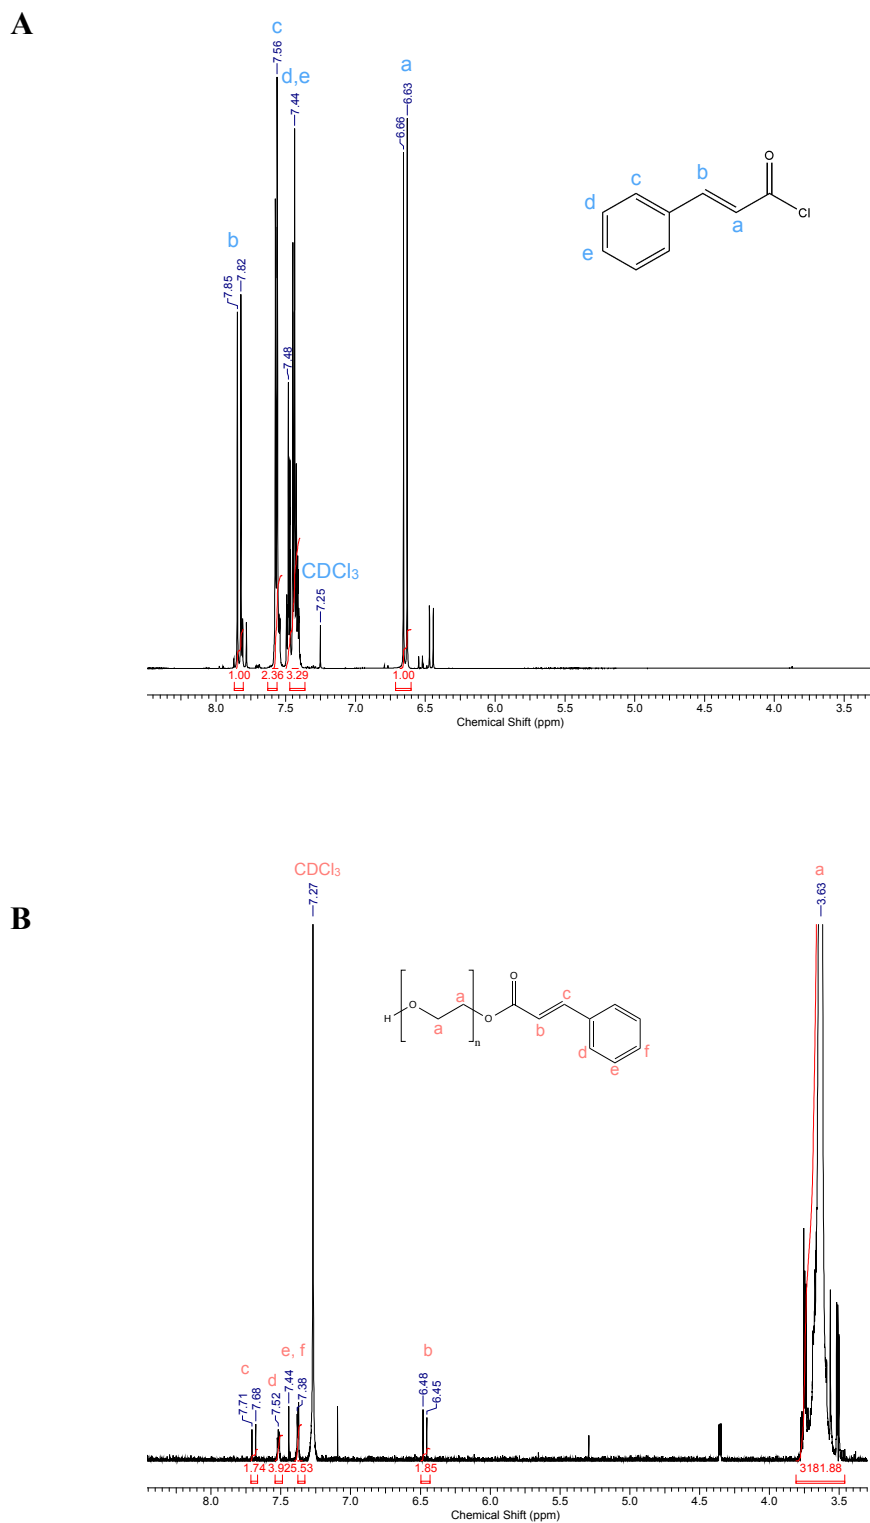 A
c
7.56
d,e
7.44
a
6.66
6.63
b
7.85
7.82
7.48
CDCl₃
7.25
O
b
c
Cl
d
a
e
1.00
2.36
3.29
1.00
8.0 7.5 7.0 6.5 6.0 5.5 5.0 4.5 4.0 3.5
Chemical Shift (ppm)
B
CDCl₃
7.27
a
3.63
O
a
c
H
O
O
n
a
b
d
f
e
c
7.71
7.68
d
7.52
e, f
7.44
7.38
b
6.48
6.45
1.74
3.92
5.53
1.85
3181.88
8.0 7.5 7.0 6.5 6.0 5.5 5.0 4.5 4.0 3.5
Chemical Shift (ppm)